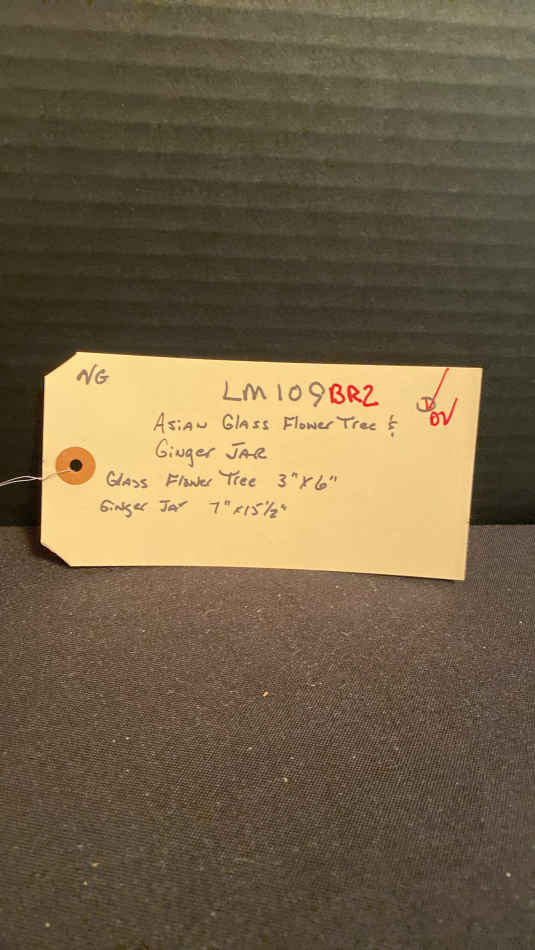 NG
LM109BR2
Asian Glass Flower Tree &
Ginger Jar
Glass Flower Tree 3"x6"
Ginger Jar 7"x15½"